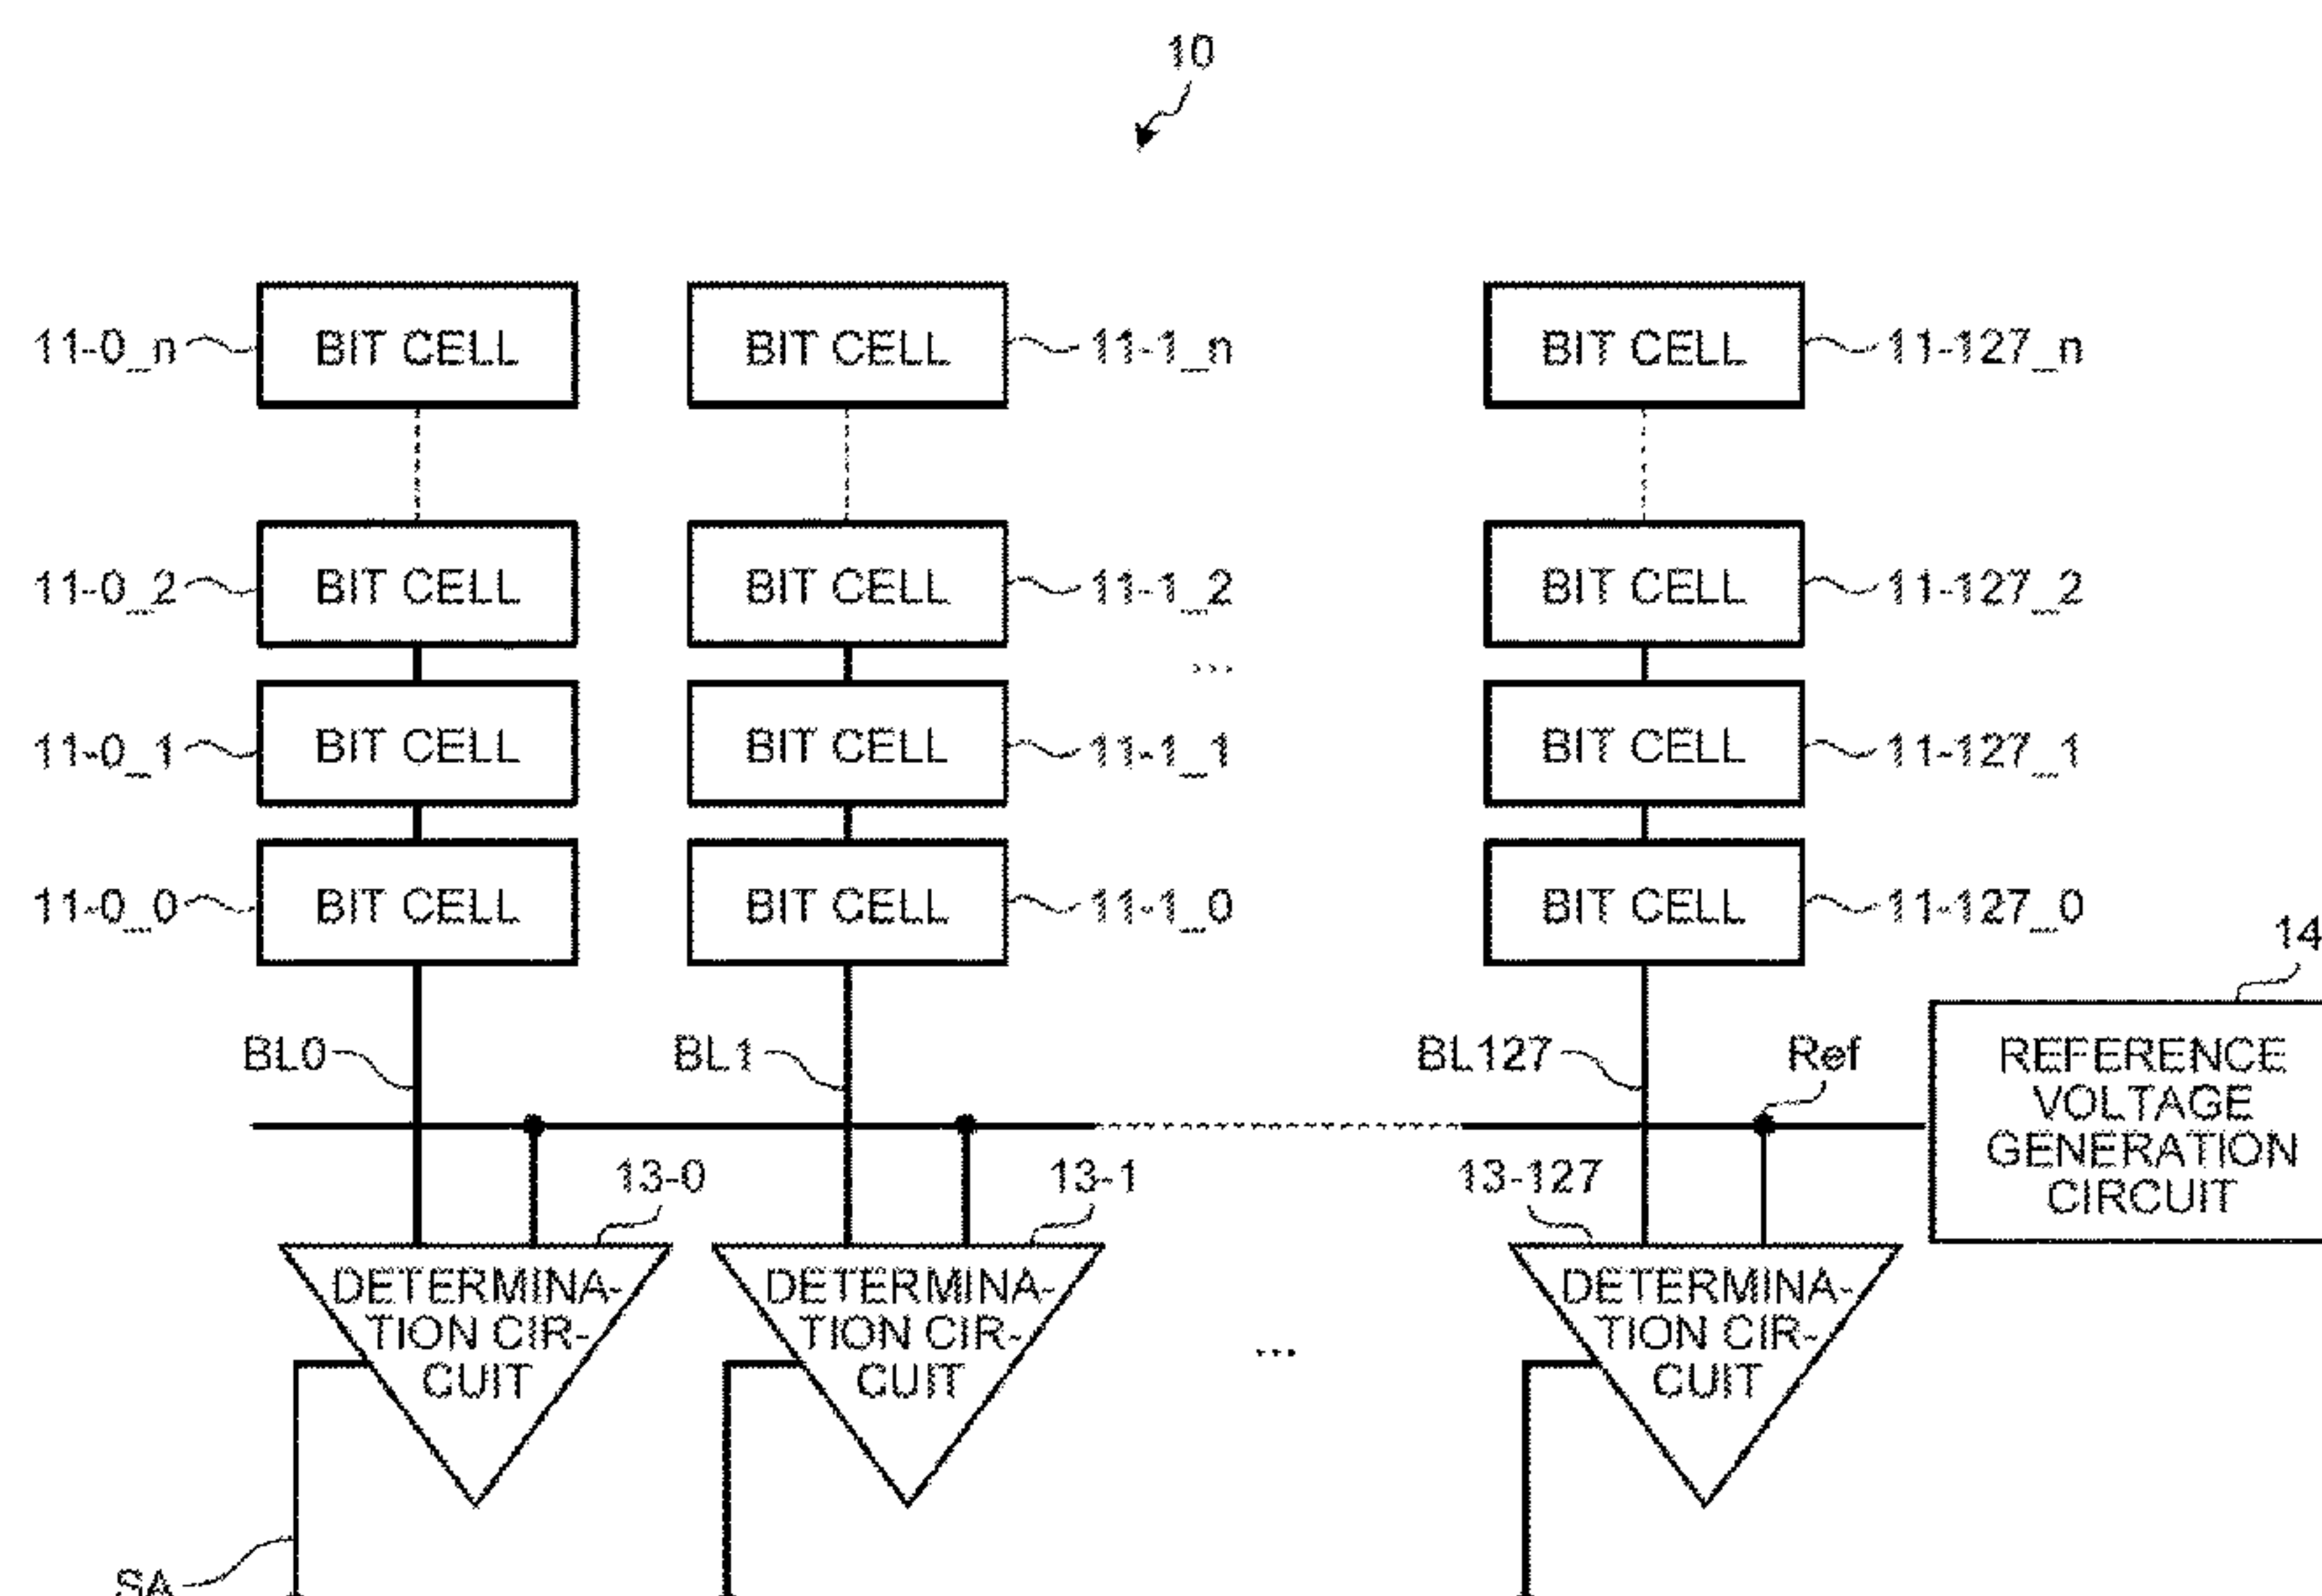 10
11-0_n BIT CELL BIT CELL 11-1_n BIT CELL 11-127_n
11-0_2 BIT CELL BIT CELL 11-1_2 BIT CELL 11-127_2
...
11-0_1 BIT CELL BIT CELL 11-1_1 BIT CELL 11-127_1
11-0_0 BIT CELL BIT CELL 11-1_0 BIT CELL 11-127_0
14
BL0 BL1 BL127 Ref
REFERENCE
VOLTAGE
GENERATION
CIRCUIT
13-0 13-1 13-127
DETERMINA-
TION CIR-
CUIT
DETERMINA-
TION CIR-
CUIT
...
DETERMINA-
TION CIR-
CUIT
SA